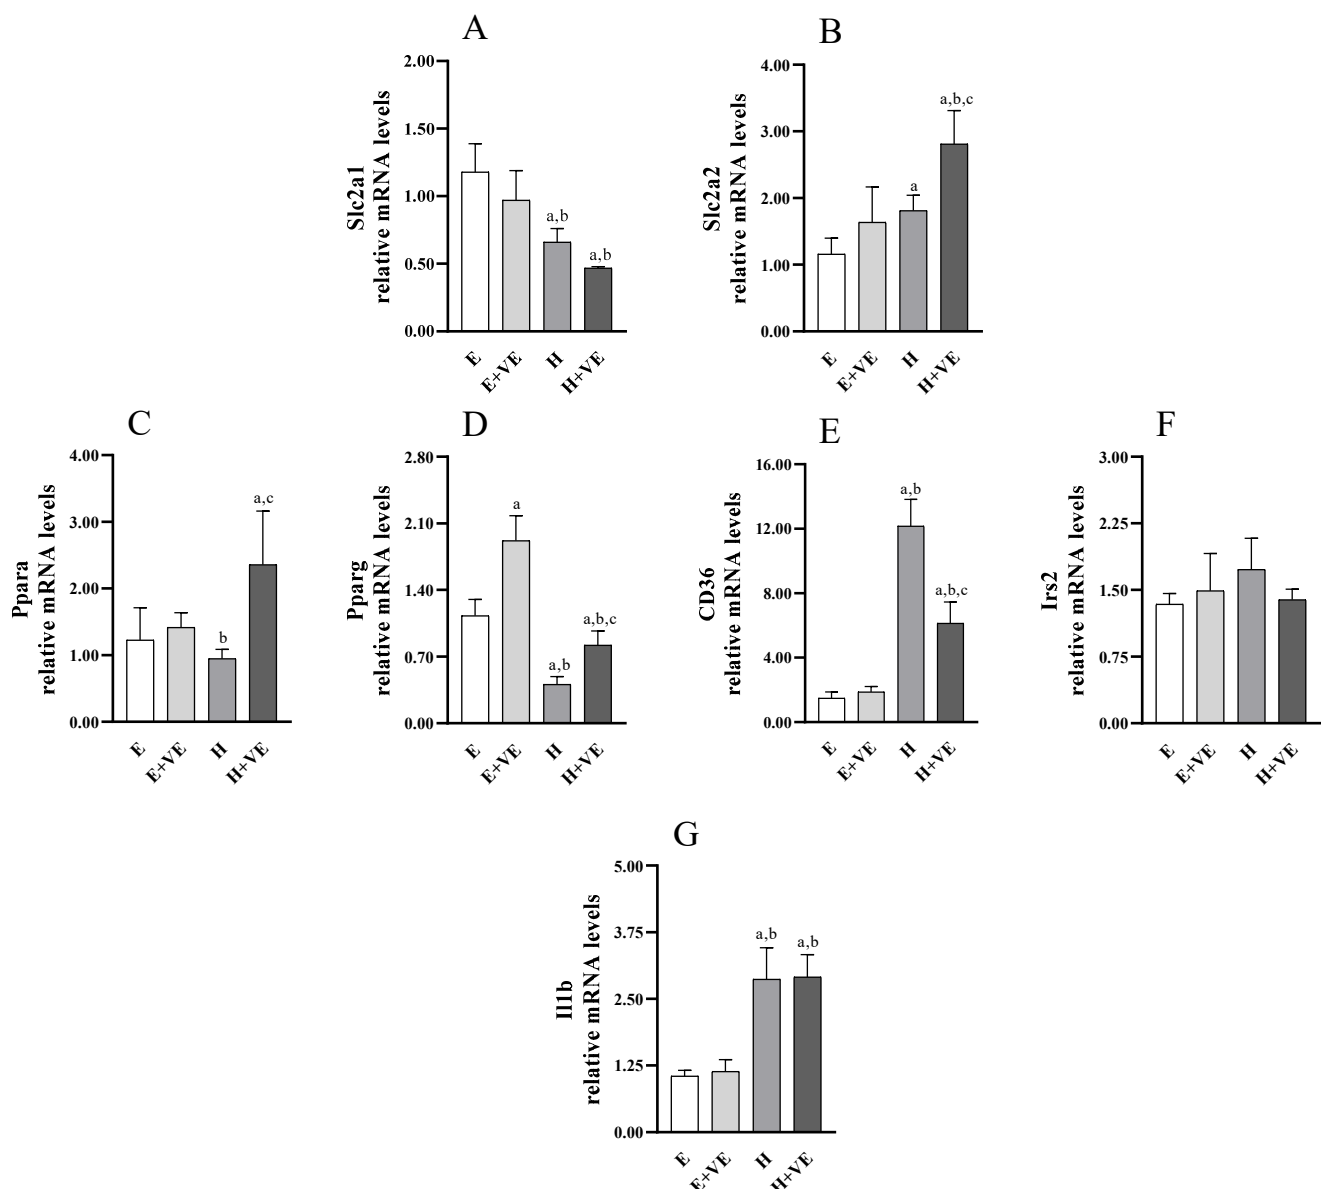 A
Slc2a1
relative mRNA levels
2.00
1.50
1.00
0.50
0.00
a,b
a,b
E
E+VE
H
H+VE
B
Slc2a2
relative mRNA levels
4.00
3.00
2.00
1.00
0.00
a
a,b,c
E
E+VE
H
H+VE
C
Ppara
relative mRNA levels
4.00
3.00
2.00
1.00
0.00
b
a,c
E
E+VE
H
H+VE
D
Pparg
relative mRNA levels
2.80
2.10
1.40
0.70
0.00
a
a,b
a,b,c
E
E+VE
H
H+VE
E
CD36
relative mRNA levels
16.00
12.00
8.00
4.00
0.00
a,b
a,b,c
E
E+VE
H
H+VE
F
Irs2
relative mRNA levels
3.00
2.25
1.50
0.75
0.00
E
E+VE
H
H+VE
G
Il1b
relative mRNA levels
5.00
3.75
2.50
1.25
0.00
a,b
a,b
E
E+VE
H
H+VE